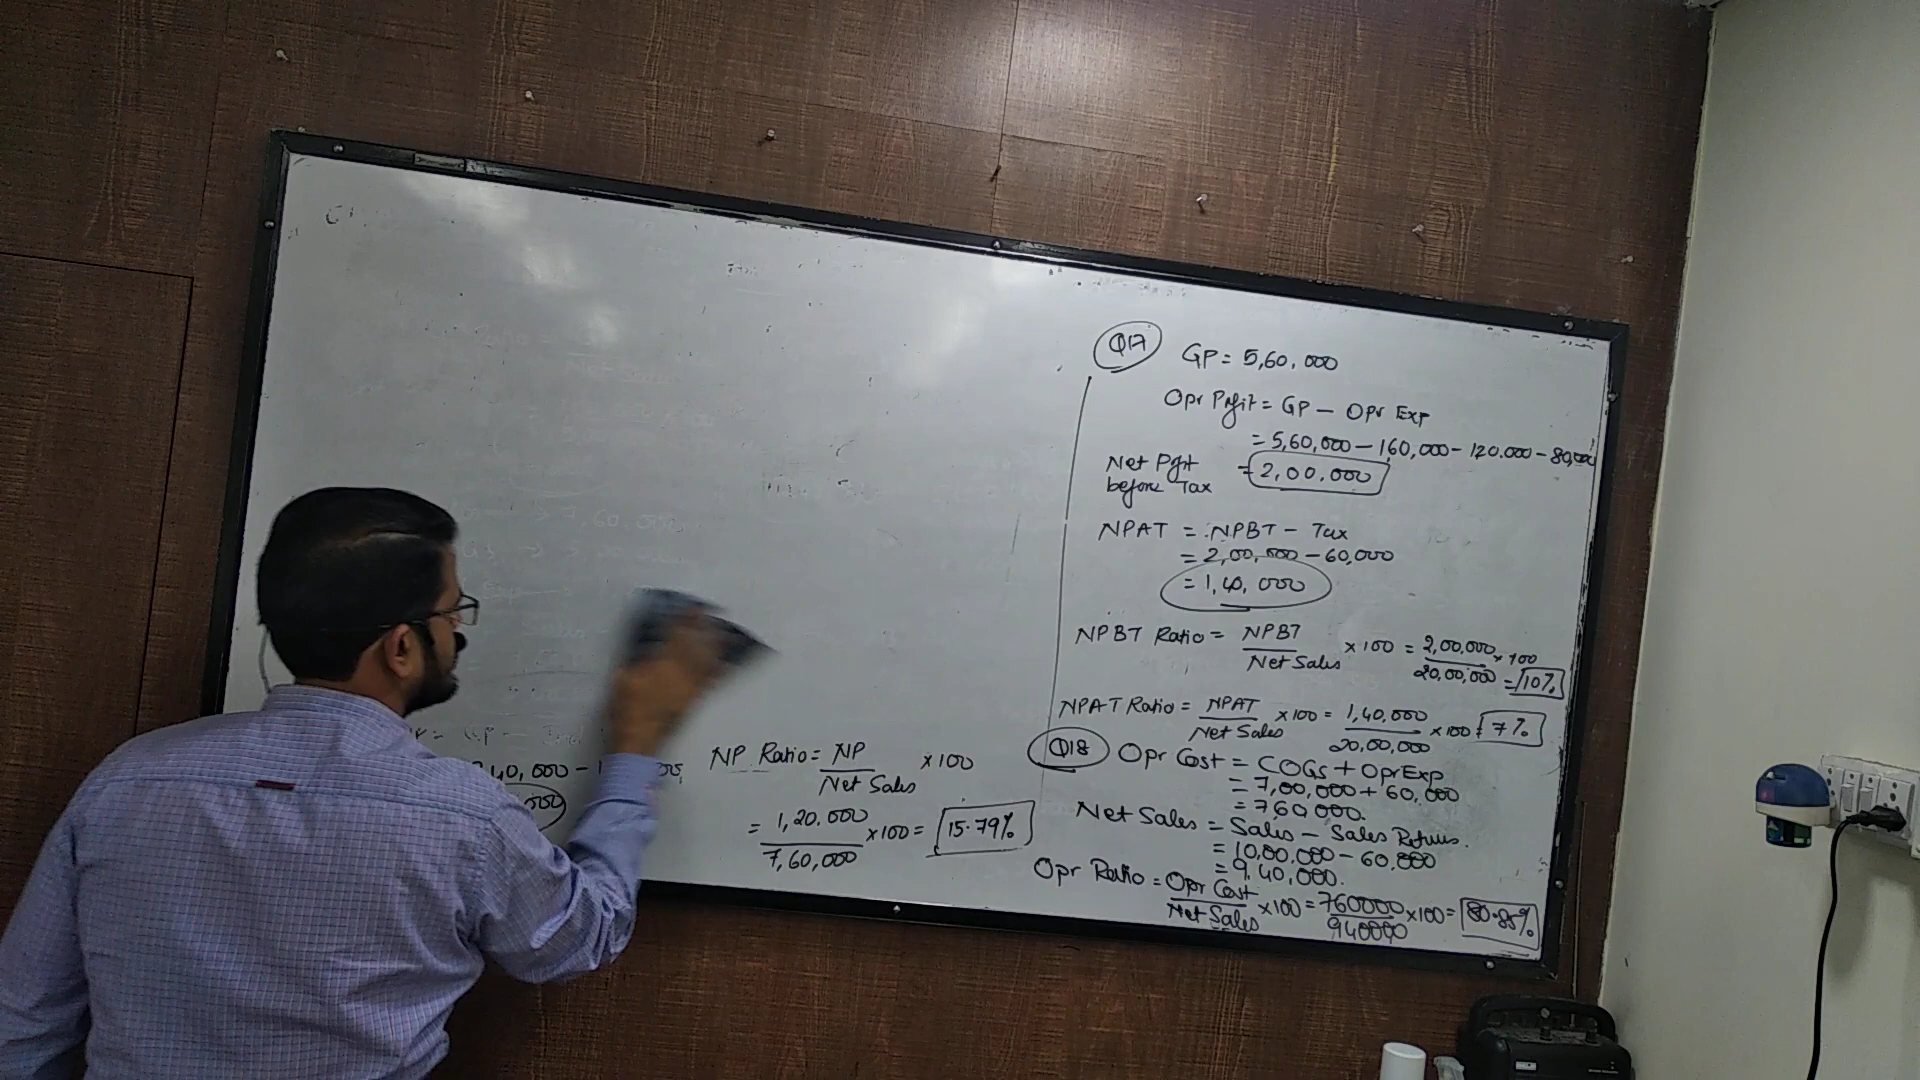 40,000 -
NP Ratio = NP/Net Sales × 100
= 1,20,000/7,60,000 × 100 = 15.79%
Q17 GP = 5,60,000
Opr Profit = GP - Opr Exp
= 5,60,000 - 1,60,000 - 120.000 - 80,000
Net Pft before Tax = 2,00,000
NPAT = NPBT - Tax
= 2,00,000 - 60,000
= 1,40,000
NPBT Ratio = NPBT/Net Sales × 100 = 2,00,000/20,00,000 × 100 = 10%
NPAT Ratio = NPAT/Net Sales × 100 = 1,40,000/20,00,000 × 100 = 7%
Q18 Opr Cost = COGS + Opr Exp
= 7,00,000 + 60,000
= 760,000.
Net Sales = Sales - Sales Returns.
= 10,00,000 - 60,000
= 9,40,000.
Opr Ratio = Opr Cost/Net Sales × 100 = 760000/940000 × 100 = 80.85%